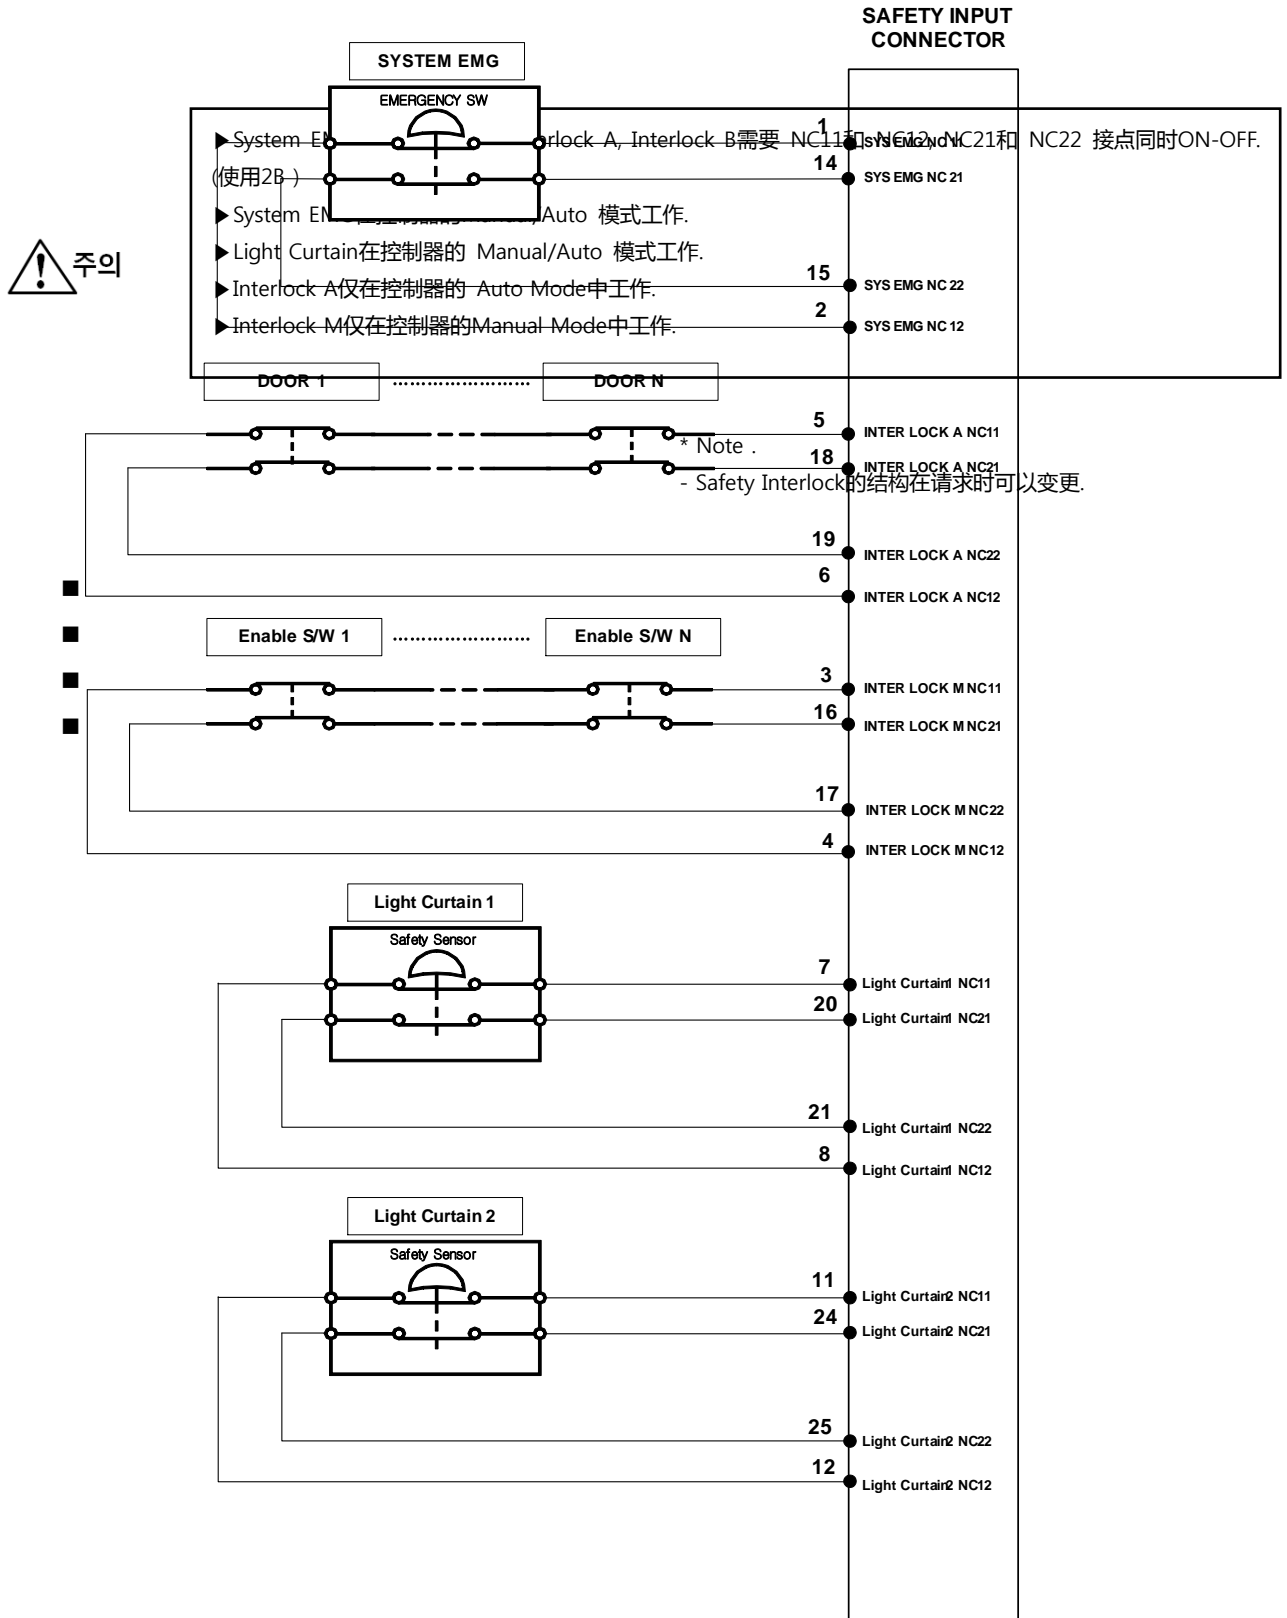 SAFETY INPUT
CONNECTOR
SYSTEM EMG
EMERGENCY SW
▶System rlock A, Interlock B需要 NC11和 NC12, NC21和 NC22 接点同时ON-OFF.
(使用2B )
▶System 在控制器的 /Auto 模式工作.
▶Light Curtain在控制器的 Manual/Auto 模式工作.
▶Interlock A仅在控制器的 Auto Mode中工作.
▶Interlock M仅在控制器的Manual Mode中工作.
주의
1 SYS EMG NC 11
14 SYS EMG NC 21
15 SYS EMG NC 22
2 SYS EMG NC 12
DOOR 1 ........................ DOOR N
5 INTER LOCK A NC11
* Note .
18 INTER LOCK A NC21
- Safety Interlock的结构在请求时可以变更.
19 INTER LOCK A NC22
6 INTER LOCK A NC12
Enable S/W 1 ........................ Enable S/W N
3 INTER LOCK M NC11
16 INTER LOCK M NC21
17 INTER LOCK M NC22
4 INTER LOCK M NC12
Light Curtain 1
Safety Sensor
7 Light Curtain1 NC11
20 Light Curtain1 NC21
21 Light Curtain1 NC22
8 Light Curtain1 NC12
Light Curtain 2
Safety Sensor
11 Light Curtain2 NC11
24 Light Curtain2 NC21
25 Light Curtain2 NC22
12 Light Curtain2 NC12